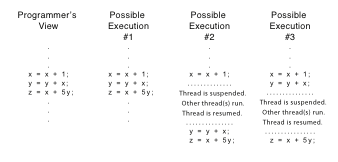 Programmer's View
.
.
.
x = x + 1;
y = y + x;
z = x + 5y;
.
.
.
Possible Execution #1
.
.
.
x = x + 1;
y = y + x;
z = x + 5y;
.
.
.
Possible Execution #2
.
.
.
x = x + 1;
..............
Thread is suspended.
Other thread(s) run.
Thread is resumed.
...............
y = y + x;
z = x + 5y;
Possible Execution #3
.
.
.
x = x + 1;
y = y + x;
...............
Thread is suspended.
Other thread(s) run.
Thread is resumed.
................
z = x + 5y;